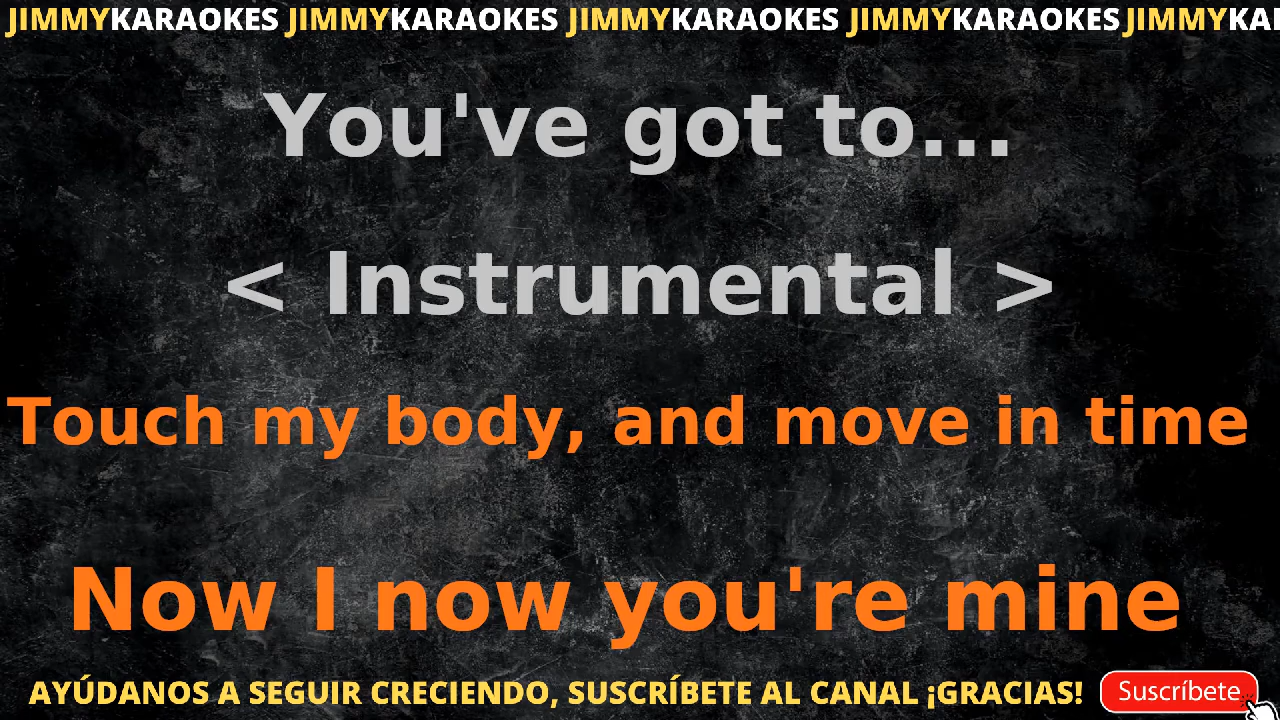 JIMMYKARAOKES JIMMYKARAOKES JIMMYKARAOKES JIMMYKARAOKES JIMMYKA
You've got to...
< Instrumental >
Touch my body, and move in time
Now I now you're mine
AYÚDANOS A SEGUIR CRECIENDO, SUSCRÍBETE AL CANAL ¡GRACIAS! Suscríbete